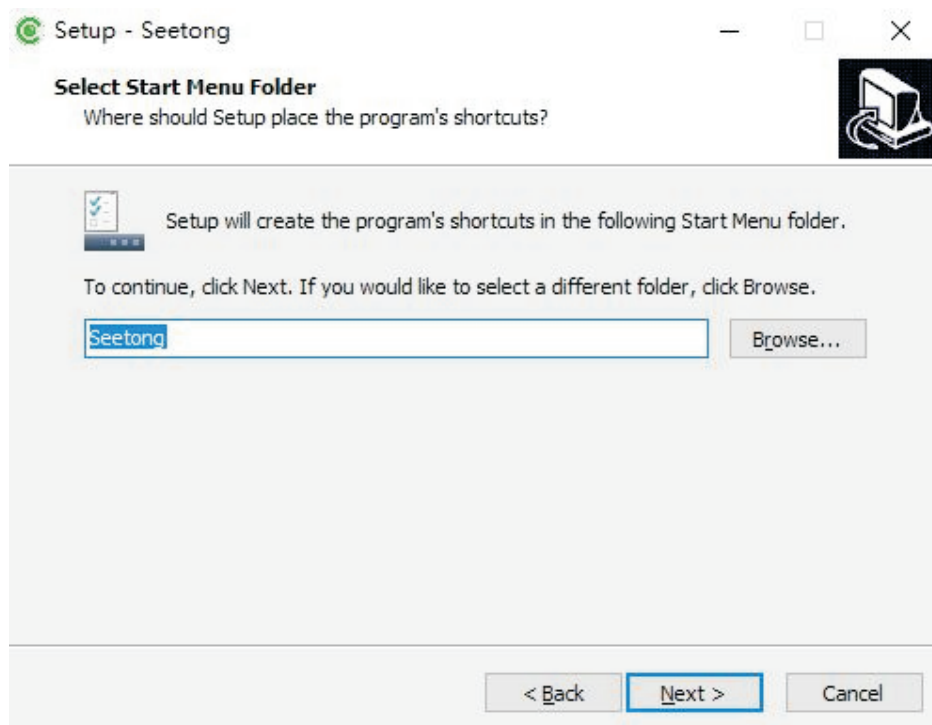 Setup - Seetong
Select Start Menu Folder
Where should Setup place the program's shortcuts?
Setup will create the program's shortcuts in the following Start Menu folder.
To continue, click Next. If you would like to select a different folder, click Browse.
Seetong
Browse...
< Back
Next >
Cancel